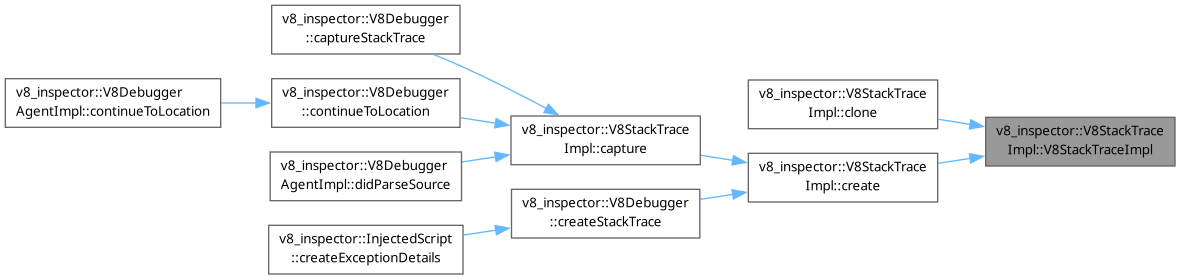 v8_inspector::V8Debugger
::captureStackTrace
v8_inspector::V8Debugger
AgentImpl::continueToLocation
v8_inspector::V8Debugger
::continueToLocation
v8_inspector::V8Debugger
AgentImpl::didParseSource
v8_inspector::InjectedScript
::createExceptionDetails
v8_inspector::V8StackTrace
Impl::capture
v8_inspector::V8Debugger
::createStackTrace
v8_inspector::V8StackTrace
Impl::clone
v8_inspector::V8StackTrace
Impl::create
v8_inspector::V8StackTrace
Impl::V8StackTraceImpl